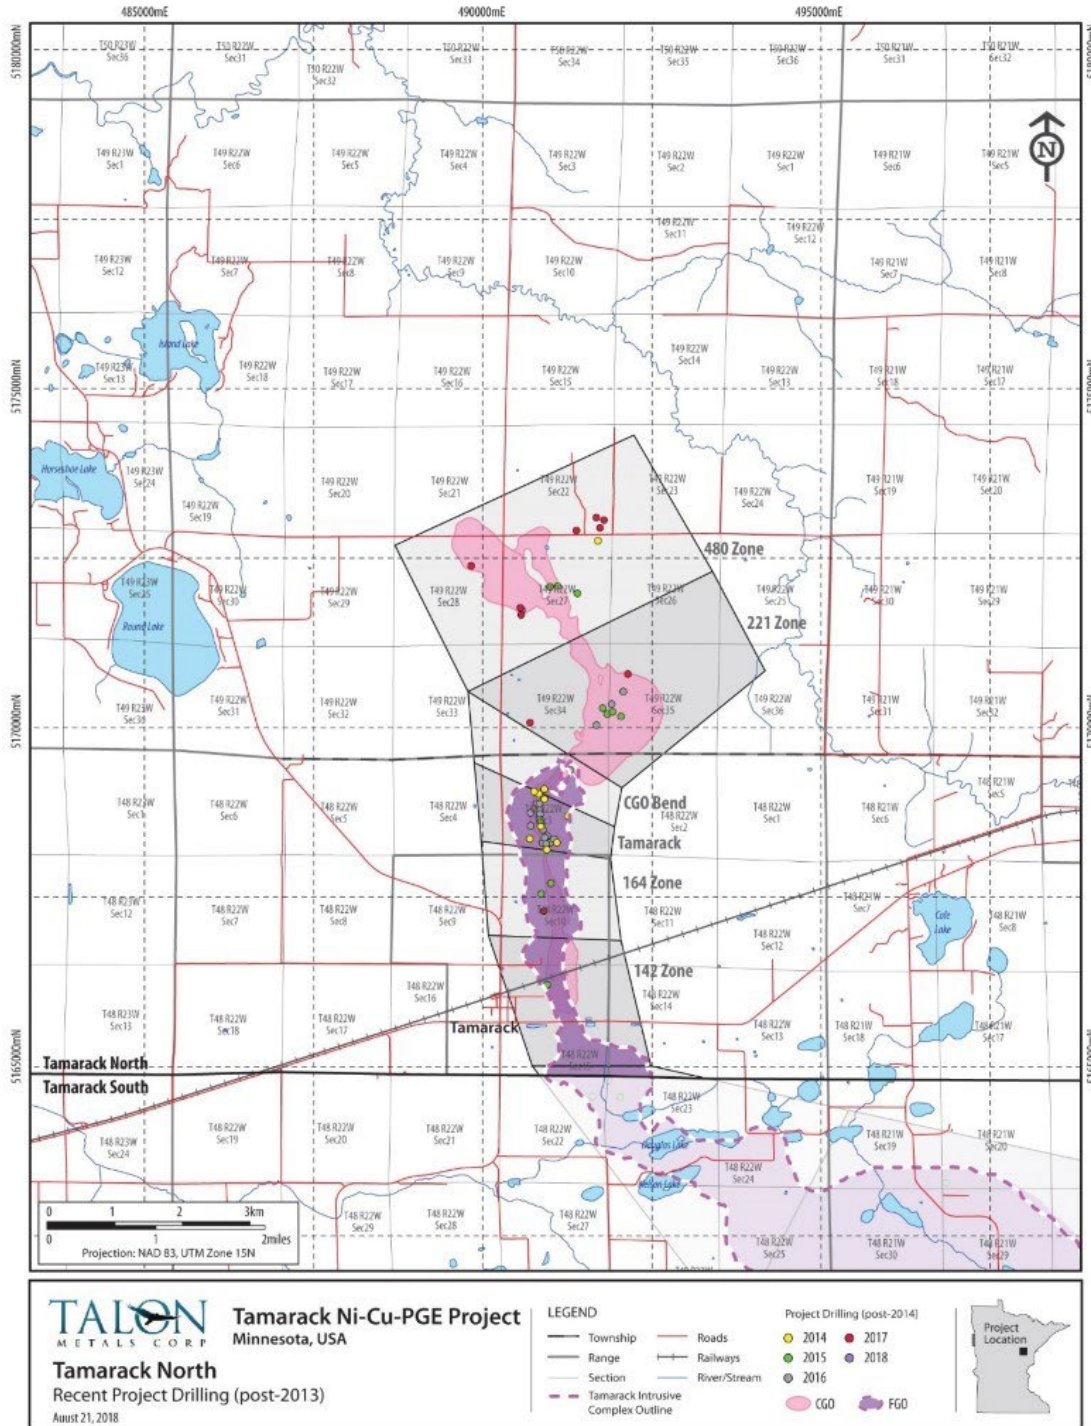 485000mE 490000mE 495000mE
5180000mN 5180000mN
T50 R23W Sec36
T50 R22W Sec31
T50 R22W Sec32
T50 R22W Sec33
T50 R22W Sec34
T50 R22W Sec35
T50 R22W Sec36
T50 R21W Sec31
T50 R21W Sec32
T49 R23W Sec1
T49 R22W Sec6
T49 R22W Sec5
T49 R22W Sec4
T49 R22W Sec3
T49 R22W Sec2
T49 R22W Sec1
T49 R21W Sec6
T49 R21W Sec5
N
T49 R23W Sec12
T49 R22W Sec7
T49 R22W Sec8
T49 R22W Sec9
T49 R22W Sec10
T49 R22W Sec11
T49 R22W Sec12
T49 R21W Sec7
T49 R21W Sec8
Island Lake
T49 R23W Sec13
T49 R22W Sec18
T49 R22W Sec17
T49 R22W Sec16
T49 R22W Sec15
T49 R22W Sec14
T49 R22W Sec13
T49 R21W Sec18
T49 R21W Sec17
5175000mN 5175000mN
Horseshoe Lake
T49 R23W Sec24
T49 R22W Sec19
T49 R22W Sec20
T49 R22W Sec21
T49 R22W Sec22
T49 R22W Sec23
T49 R22W Sec24
T49 R21W Sec19
T49 R21W Sec20
480 Zone
T49 R23W
T49 R22W Sec30
T49 R22W Sec29
T49 R22W Sec28
T49 R22W Sec27
T49 R22W Sec26
T49 R22W Sec25
T49 R21W Sec30
T49 R21W Sec29
Round Lake
221 Zone
T49 R22W Sec31
T49 R22W Sec32
T49 R22W Sec33
T49 R22W Sec34
T49 R22W Sec35
T49 R22W Sec36
T49 R21W Sec31
T49 R21W Sec32
5170000mN 5170000mN
T48 R23W Sec1
T48 R22W Sec6
T48 R22W Sec5
T48 R22W Sec4
T48 R22W
CGO Bend
T48 R22W Sec2
T48 R22W Sec1
T48 R21W Sec6
T48 R21W Sec5
Tamarack
164 Zone
T48 R23W Sec12
T48 R22W Sec7
T48 R22W Sec8
T48 R22W Sec9
T48 R22W Sec10
T48 R22W Sec11
T48 R22W Sec12
T48 R21W Sec7
Cole Lake
T48 R21W Sec8
142 Zone
T48 R23W Sec13
T48 R22W Sec18
T48 R22W Sec17
T48 R22W Sec16
T48 R22W Sec14
T48 R22W Sec13
T48 R21W Sec18
T48 R21W Sec17
Tamarack
T48 R22W
5165000mN 5165000mN
Tamarack North
Tamarack South
T48 R23W Sec24
T48 R22W Sec19
T48 R22W Sec20
T48 R22W Sec21
T48 R22W Sec22
T48 R22W Sec23
Douglas Lake
Nelson Lake
T48 R22W Sec24
T48 R21W Sec19
T48 R21W Sec20
T48 R22W Sec29
T48 R22W Sec28
T48 R22W Sec27
T48 R22W Sec25
T48 R21W Sec30
T48 R21W Sec29
0 1 2 3km
0 1 2miles
Projection: NAD 83, UTM Zone 15N
TALON
METALS CORP
Tamarack Ni-Cu-PGE Project
Minnesota, USA
Tamarack North
Recent Project Drilling (post-2013)
Auust 21, 2018
LEGEND
Township
Range
Section
Tamarack Intrusive
Complex Outline
Roads
Railways
River/Stream
Project Drilling (post-2014)
2014
2015
2016
2017
2018
CGO
FGO
Project
Location